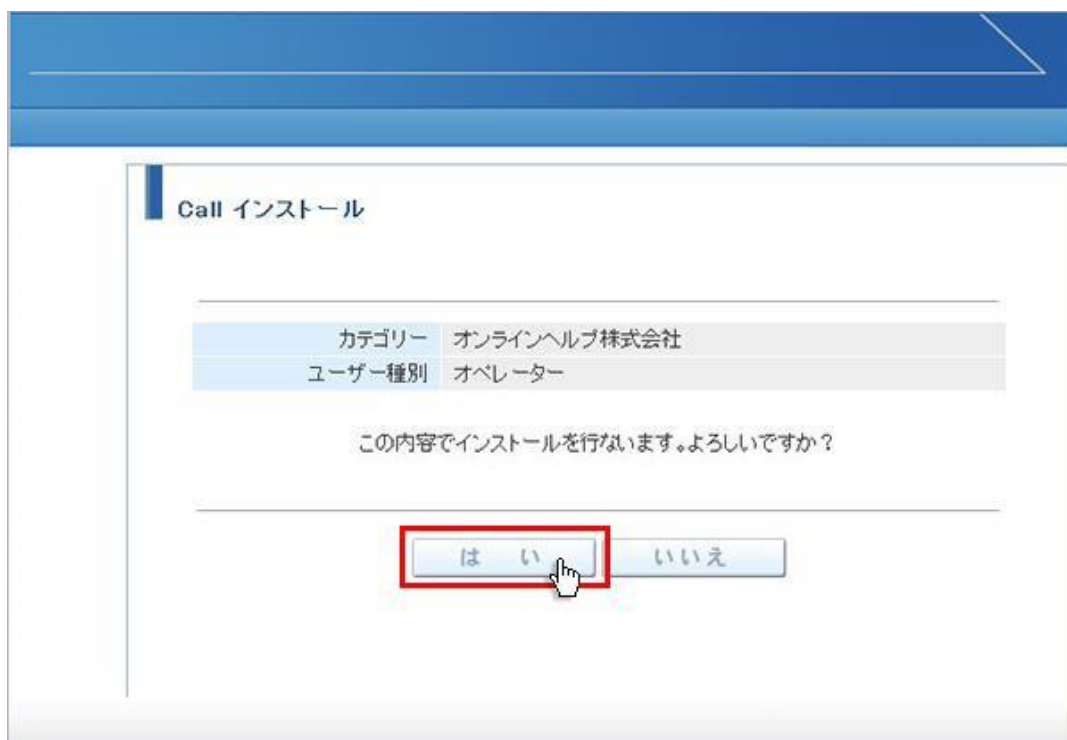 Call インストール
カテゴリー オンラインヘルプ株式会社
ユーザー種別 オペレーター
この内容でインストールを行ないます。よろしいですか？
はい いいえ